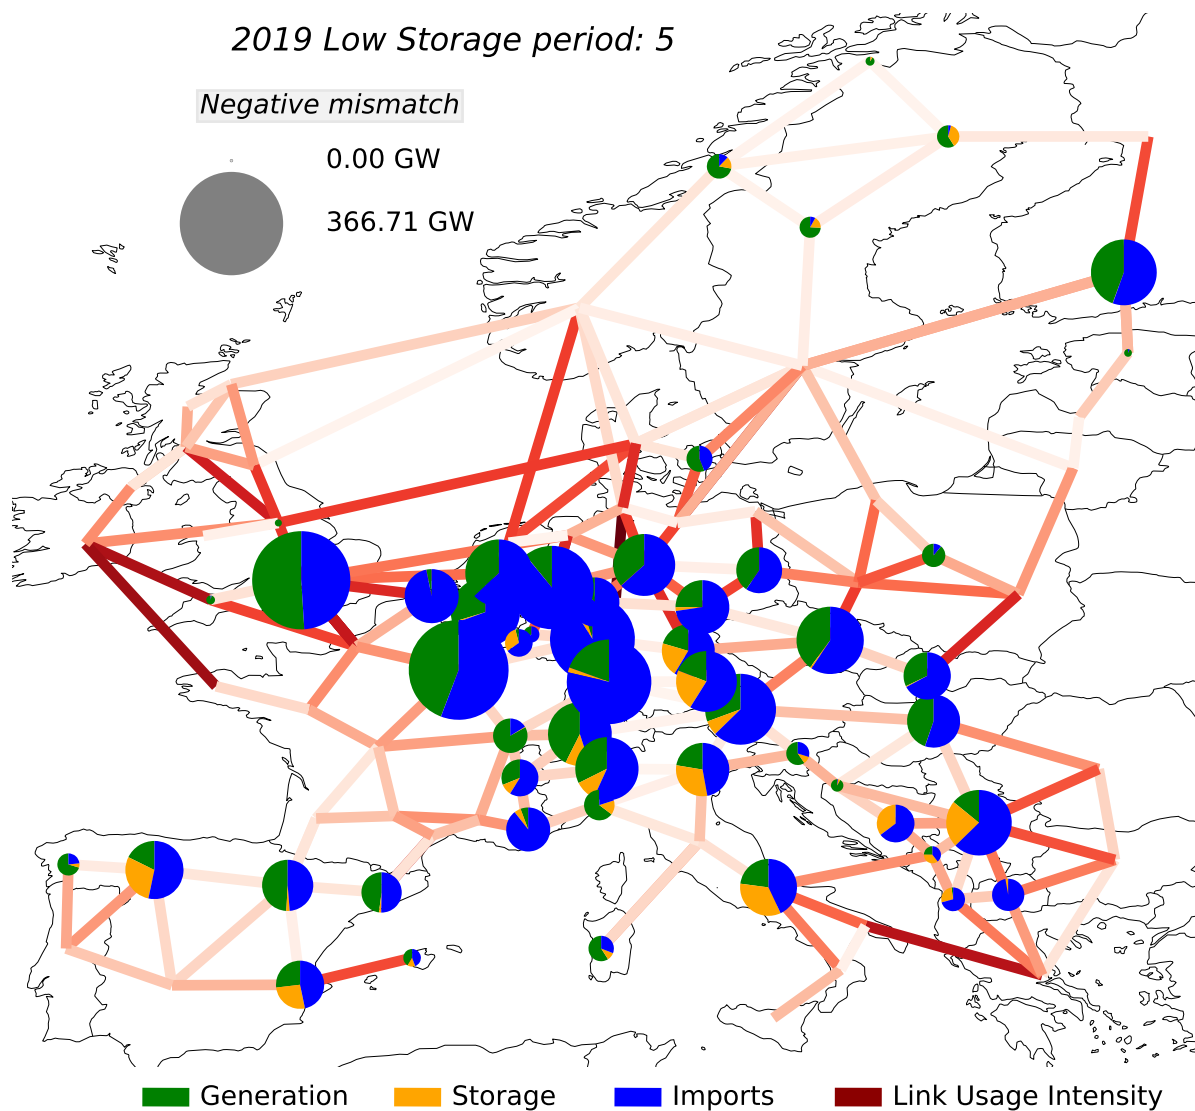 2019 Low Storage period: 5
Negative mismatch
0.00 GW
366.71 GW
Generation Storage Imports Link Usage Intensity